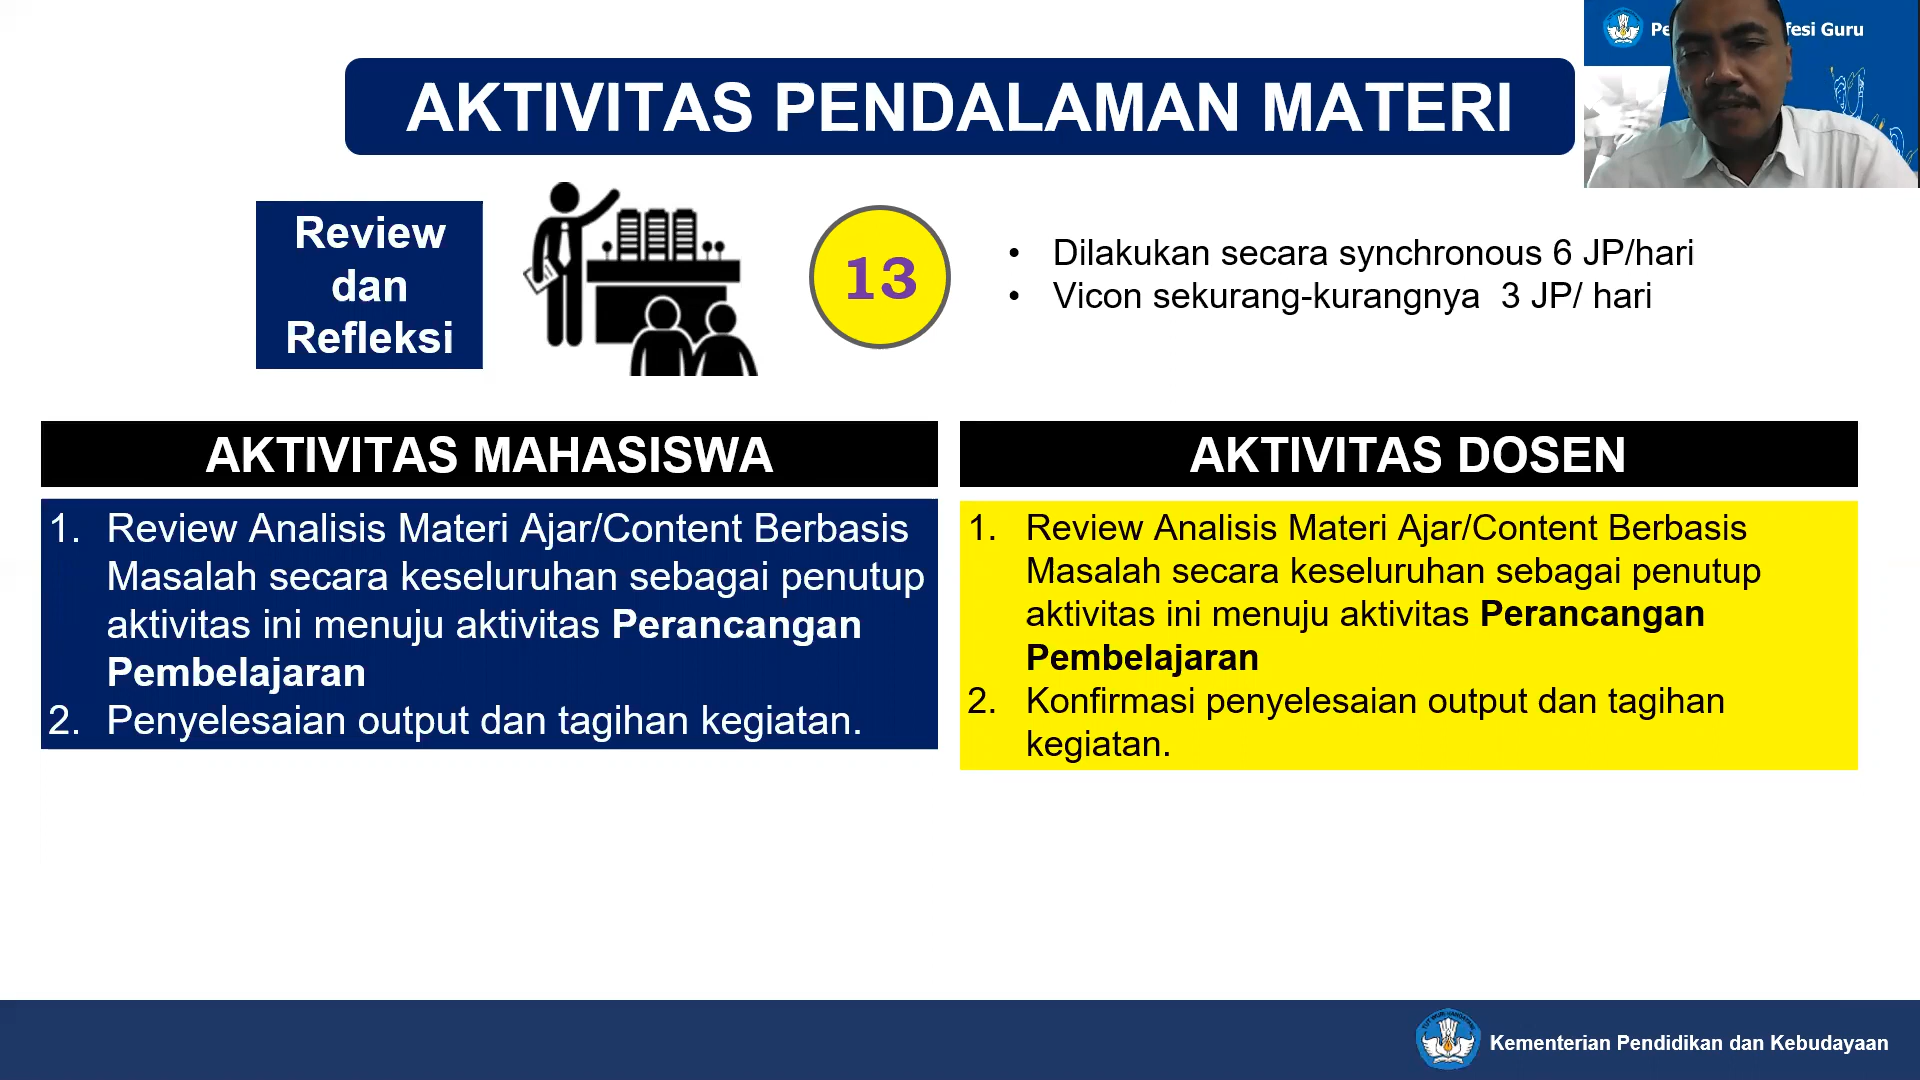 Pe fesi Guru
AKTIVITAS PENDALAMAN MATERI
Review
dan
Refleksi
13
• Dilakukan secara synchronous 6 JP/hari
• Vicon sekurang-kurangnya 3 JP/ hari
AKTIVITAS MAHASISWA
1. Review Analisis Materi Ajar/Content Berbasis
Masalah secara keseluruhan sebagai penutup
aktivitas ini menuju aktivitas Perancangan
Pembelajaran
2. Penyelesaian output dan tagihan kegiatan.
AKTIVITAS DOSEN
1. Review Analisis Materi Ajar/Content Berbasis
Masalah secara keseluruhan sebagai penutup
aktivitas ini menuju aktivitas Perancangan
Pembelajaran
2. Konfirmasi penyelesaian output dan tagihan
kegiatan.
Kementerian Pendidikan dan Kebudayaan